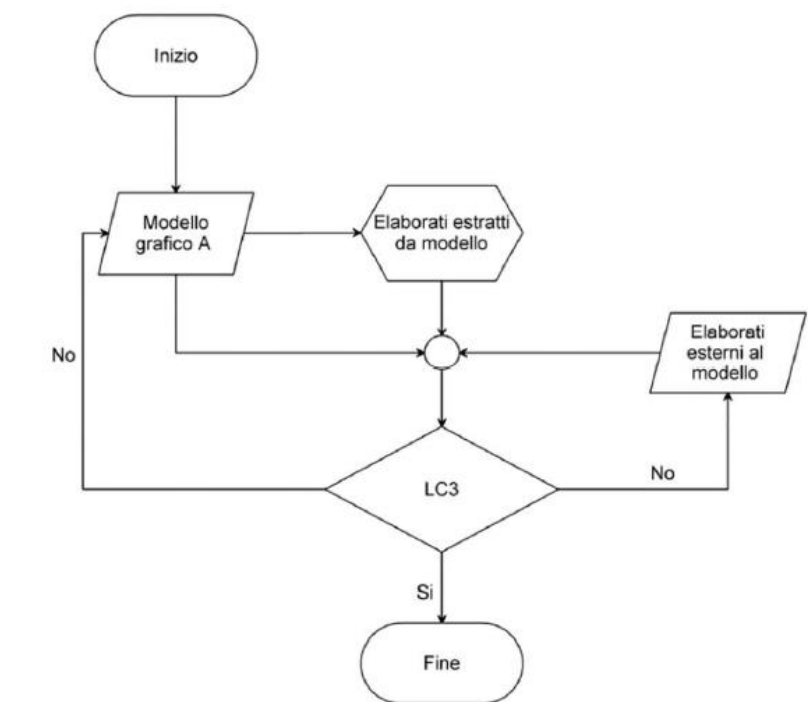 Inizio
Modello
grafico A
Elaborati estratti
da modello
Elaborati
esterni al
modello
No
LC3
No
Si
Fine